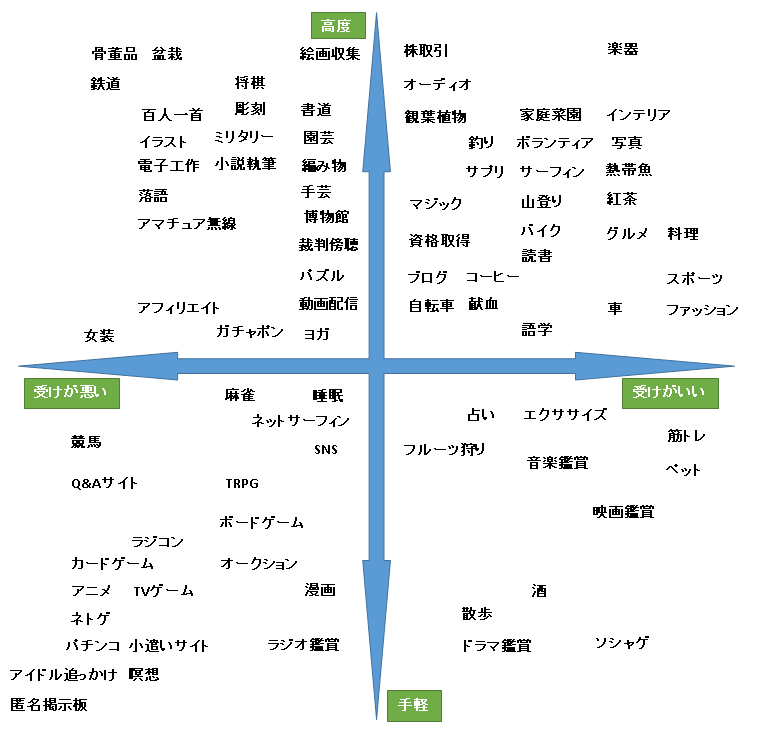 高度
骨董品 盆栽 絵画収集 株取引 楽器
鉄道 将棋 オーディオ
百人一首 彫刻 書道 観葉植物 家庭菜園 インテリア
イラスト ミリタリー 園芸 釣り ボランティア 写真
電子工作 小説執筆 編み物 サプリ サーフィン 熱帯魚
落語 手芸 マジック 山登り 紅茶
アマチュア無線 博物館 バイク グルメ 料理
裁判傍聴 資格取得 読書
パズル ブログ コーヒー スポーツ
アフィリエイト 動画配信 自転車 献血 車 ファッション
女装 ガチャポン ヨガ 語学
受けが悪い 受けがいい
麻雀 睡眠
ネットサーフィン 占い エクササイズ
競馬 SNS フルーツ狩り 音楽鑑賞 筋トレ
Q&Aサイト TRPG ペット
ボードゲーム 映画鑑賞
ラジコン
カードゲーム オークション
アニメ TVゲーム 漫画 酒
ネトゲ 散歩
パチンコ 小遣いサイト ラジオ鑑賞 ドラマ鑑賞 ソシャゲ
アイドル追っかけ 瞑想
匿名掲示板 手軽